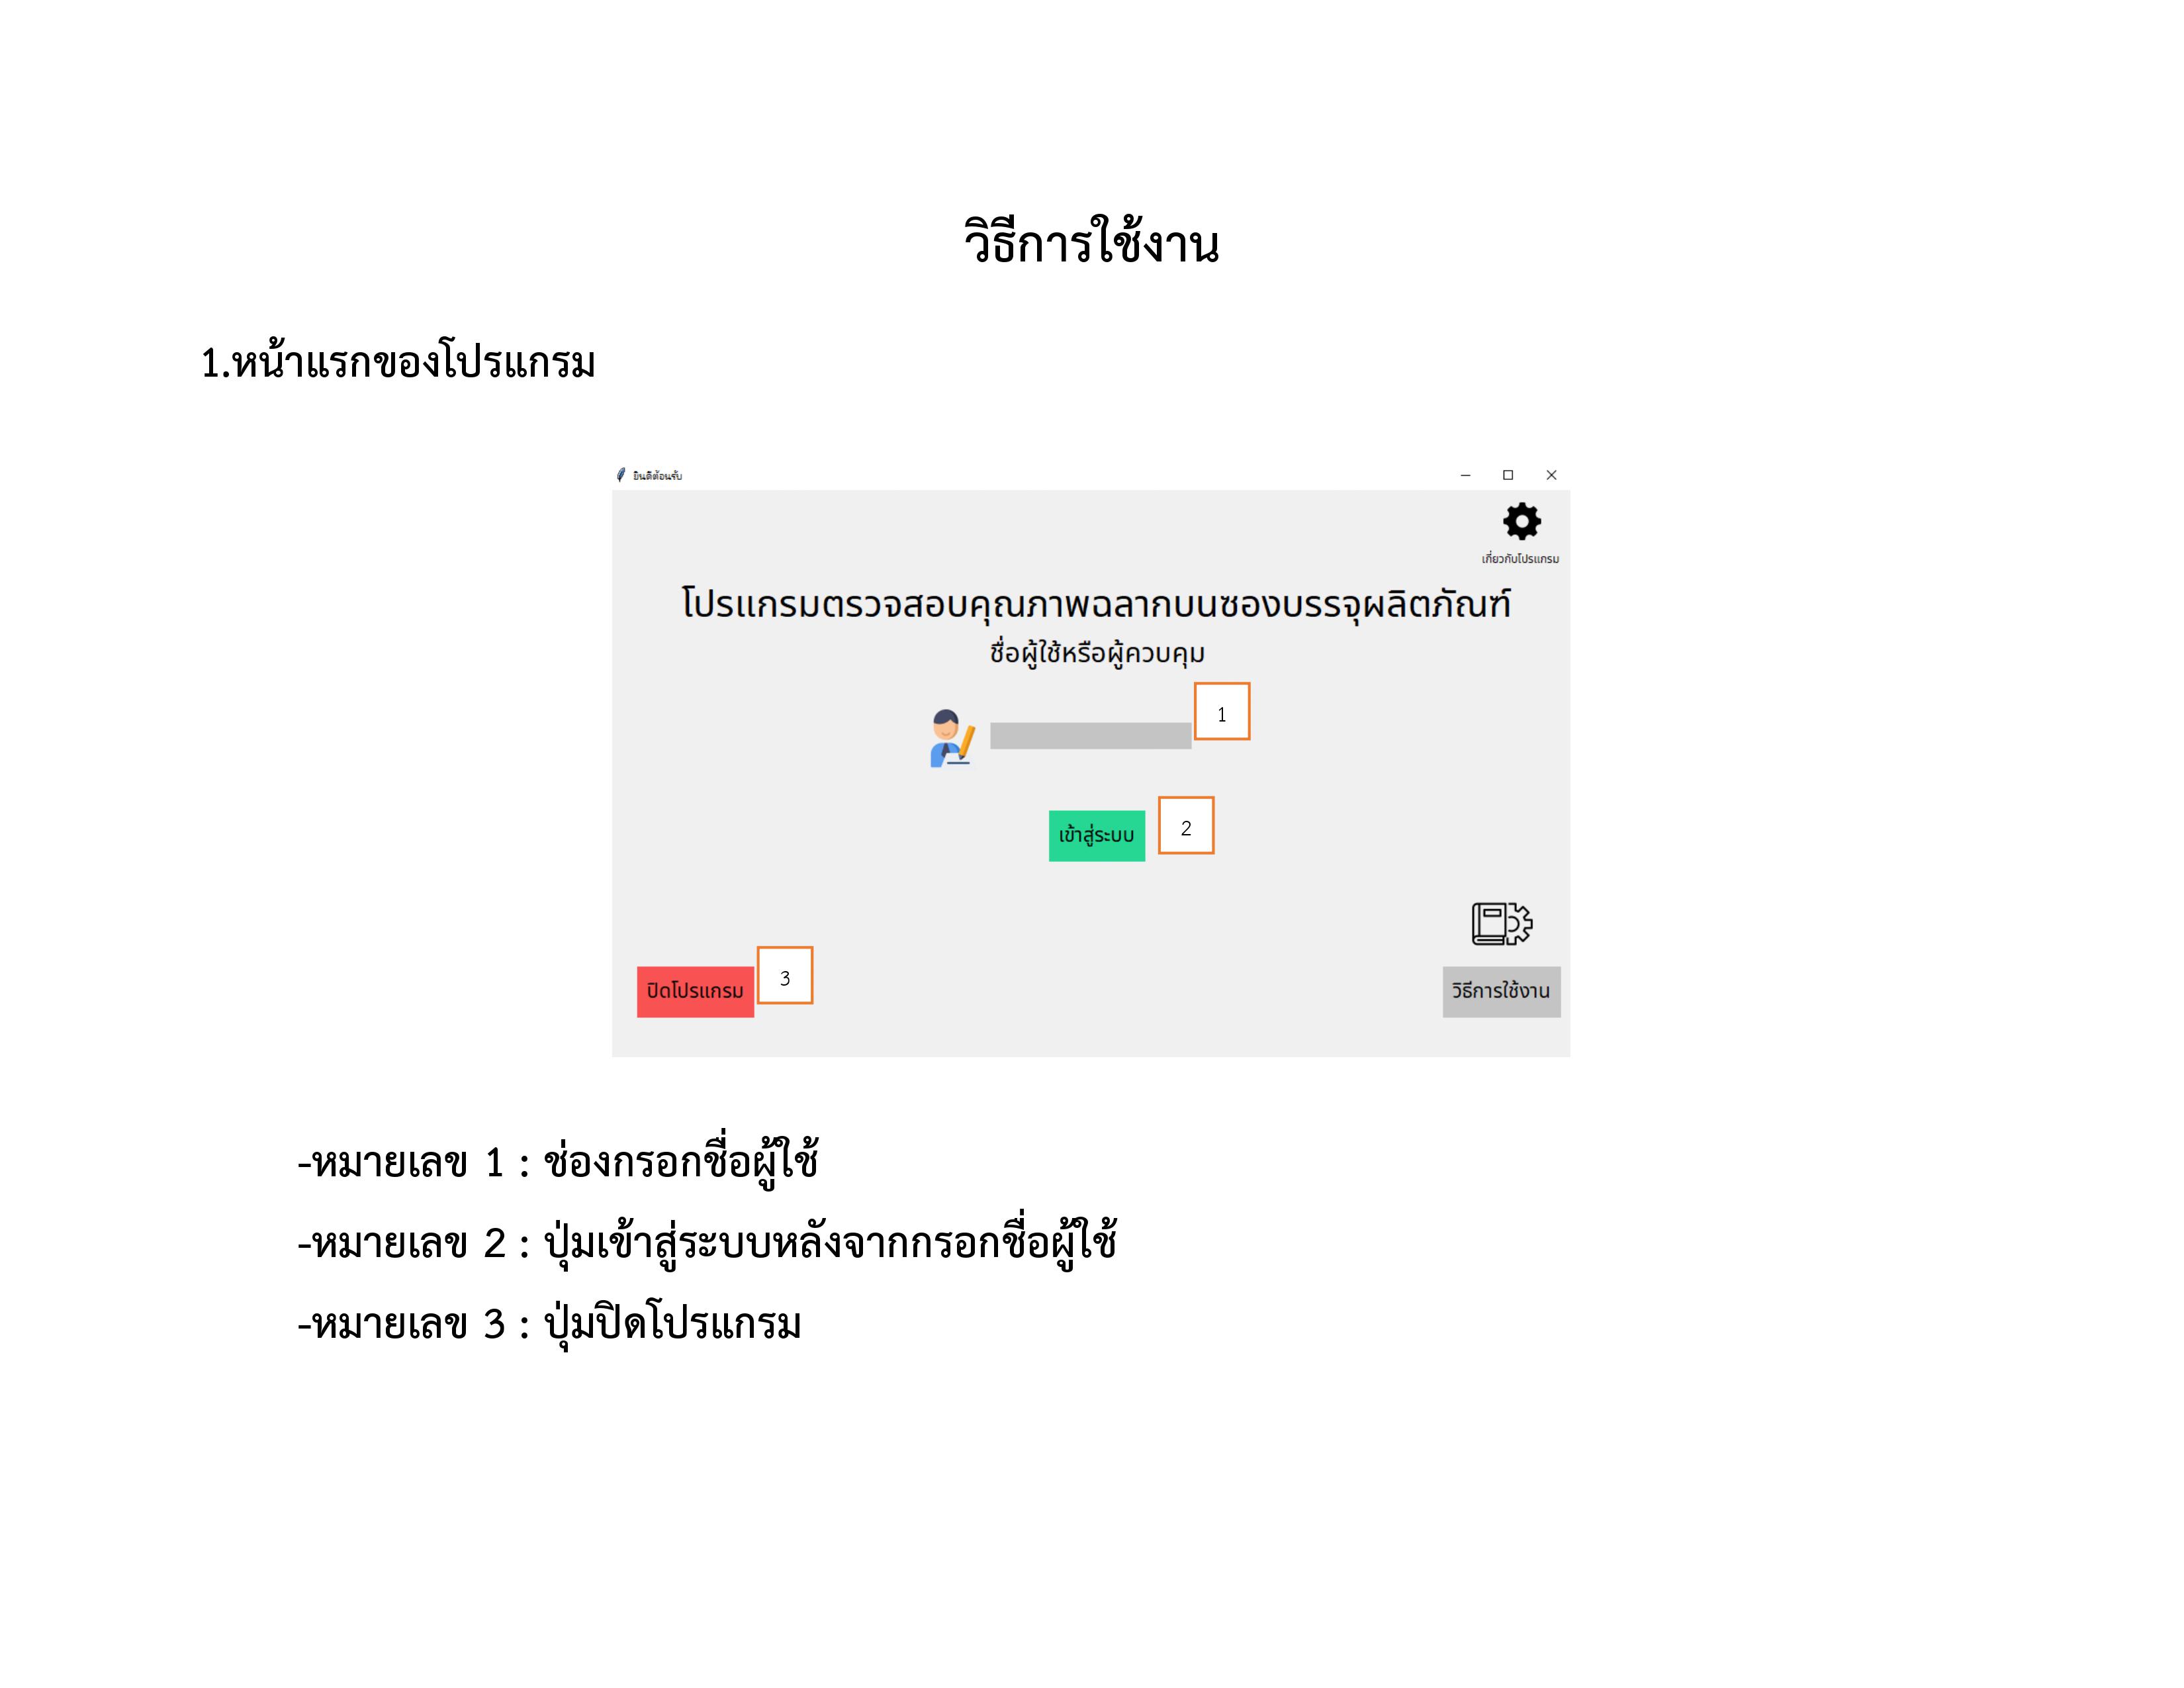 วิธีการใช้งาน
1.หน้าแรกของโปรแกรม
ยินดีต้อนรับ
เกี่ยวกับโปรแกรม
โปรแกรมตรวจสอบคุณภาพฉลากบนซองบรรจุผลิตภัณฑ์
ชื่อผู้ใช้หรือผู้ควบคุม
1
เข้าสู่ระบบ 2
ปิดโปรแกรม 3 วิธีการใช้งาน
-หมายเลข 1 : ช่องกรอกชื่อผู้ใช้
-หมายเลข 2 : ปุ่มเข้าสู่ระบบหลังจากกรอกชื่อผู้ใช้
-หมายเลข 3 : ปุ่มปิดโปรแกรม